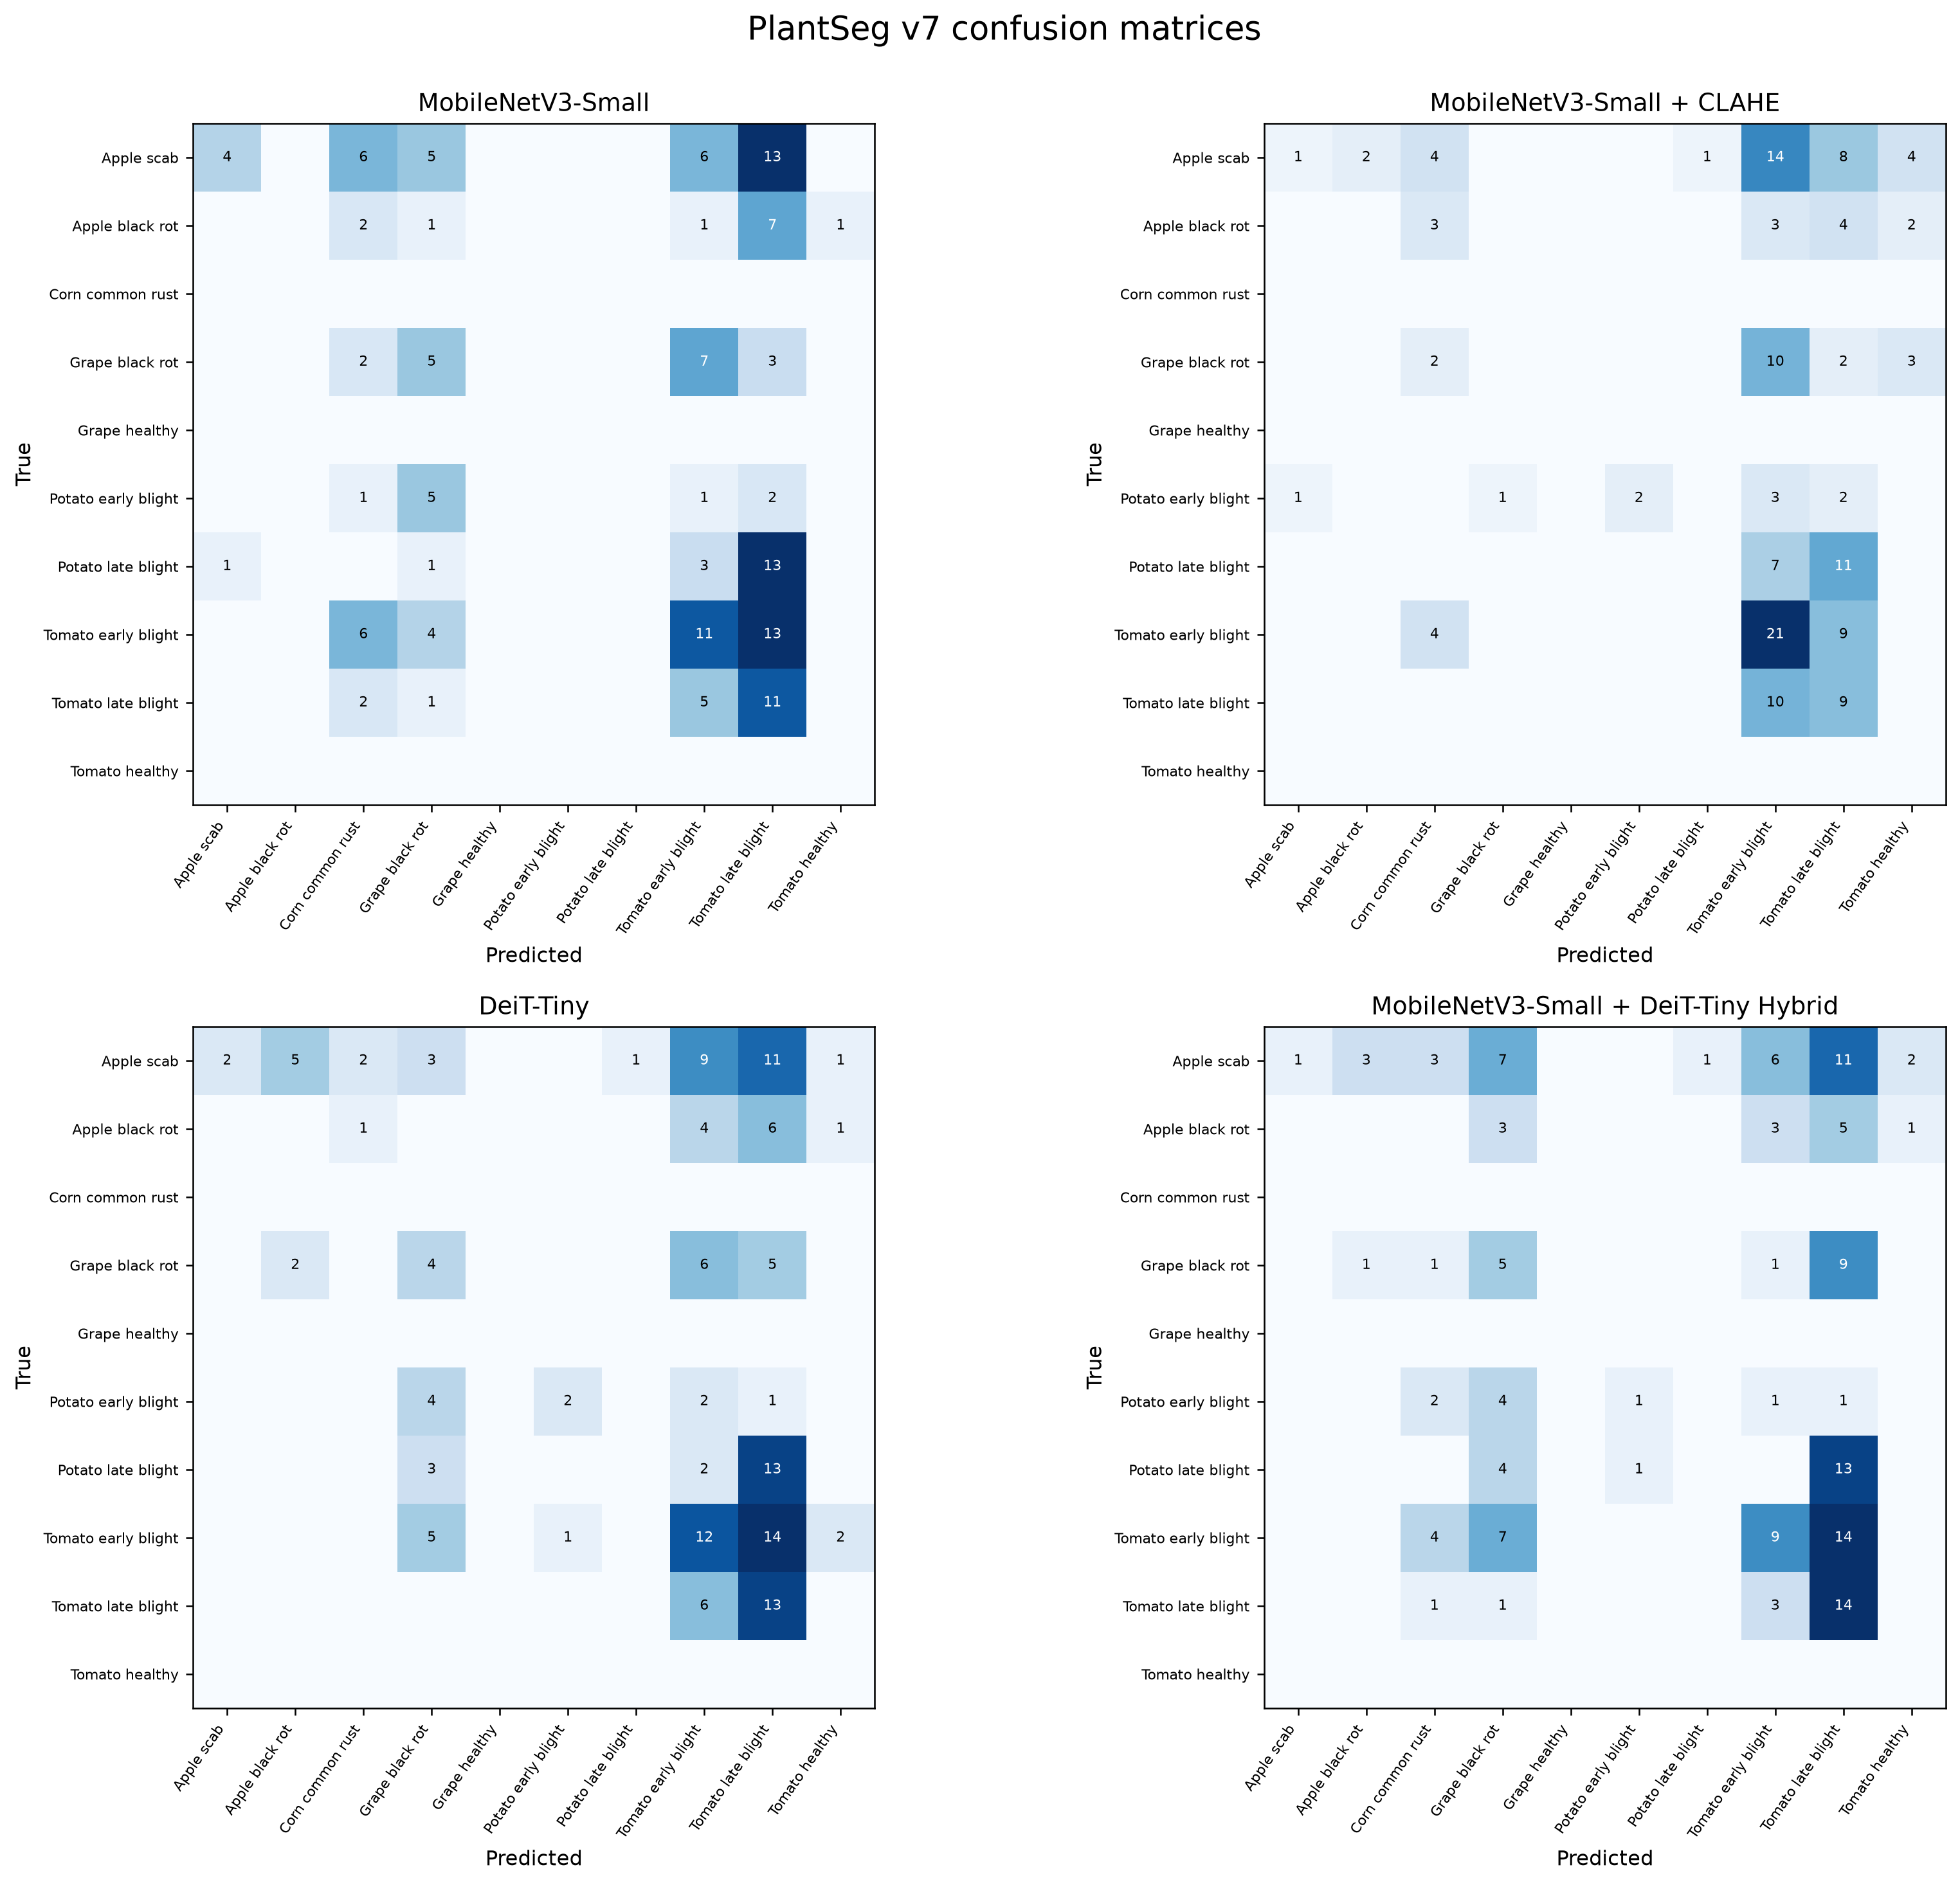 PlantSeg v7 confusion matrices
MobileNetV3-Small
Apple scab 4 6 5 6 13
Apple black rot 2 1 1 7 1
Corn common rust
Grape black rot 2 5 7 3
Grape healthy
Potato early blight 1 5 1 2
Potato late blight 1 1 3 13
Tomato early blight 6 4 11 13
Tomato late blight 2 1 5 11
Tomato healthy
True
Apple scab
Apple black rot
Corn common rust
Grape black rot
Grape healthy
Potato early blight
Potato late blight
Tomato early blight
Tomato late blight
Tomato healthy
Predicted
MobileNetV3-Small + CLAHE
Apple scab 1 2 4 1 14 8 4
Apple black rot 3 3 4 2
Corn common rust
Grape black rot 2 10 2 3
Grape healthy
Potato early blight 1 1 2 3 2
Potato late blight 7 11
Tomato early blight 4 21 9
Tomato late blight 10 9
Tomato healthy
True
Apple scab
Apple black rot
Corn common rust
Grape black rot
Grape healthy
Potato early blight
Potato late blight
Tomato early blight
Tomato late blight
Tomato healthy
Predicted
DeiT-Tiny
Apple scab 2 5 2 3 1 9 11 1
Apple black rot 1 4 6 1
Corn common rust
Grape black rot 2 4 6 5
Grape healthy
Potato early blight 4 2 2 1
Potato late blight 3 2 13
Tomato early blight 5 1 12 14 2
Tomato late blight 6 13
Tomato healthy
True
Apple scab
Apple black rot
Corn common rust
Grape black rot
Grape healthy
Potato early blight
Potato late blight
Tomato early blight
Tomato late blight
Tomato healthy
Predicted
MobileNetV3-Small + DeiT-Tiny Hybrid
Apple scab 1 3 3 7 1 6 11 2
Apple black rot 3 3 5 1
Corn common rust
Grape black rot 1 1 5 1 9
Grape healthy
Potato early blight 2 4 1 1 1
Potato late blight 4 1 13
Tomato early blight 4 7 9 14
Tomato late blight 1 1 3 14
Tomato healthy
True
Apple scab
Apple black rot
Corn common rust
Grape black rot
Grape healthy
Potato early blight
Potato late blight
Tomato early blight
Tomato late blight
Tomato healthy
Predicted